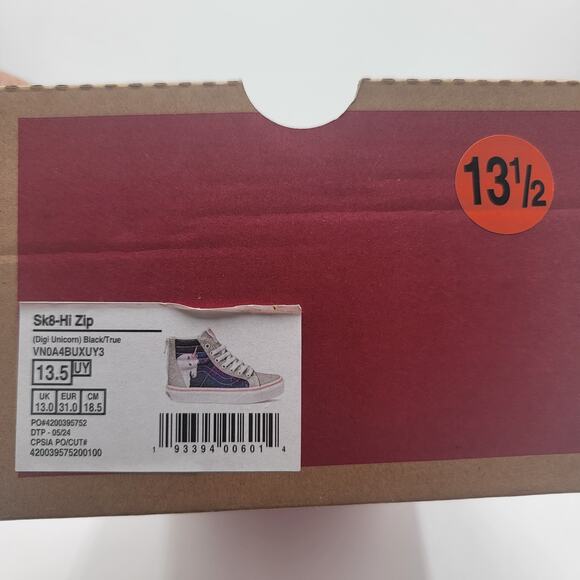 13½
Sk8-Hi Zip
(Digi Unicorn) Black/True
VN0A4BUXUY3
13.5 UY
UK EUR CM
13.0 31.0 18.5
PO#4200395752
DTP - 05/24
CPSIA PO/CUT#
420039575200100
1 93394 00601 4